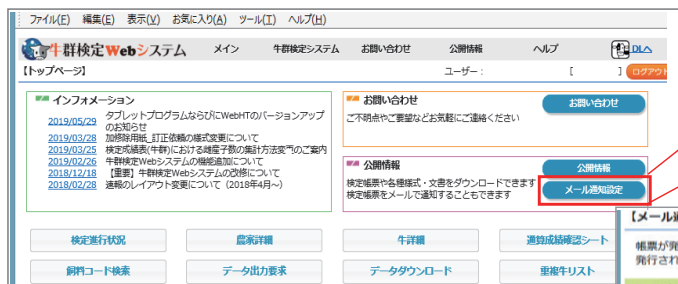 ファイル(F) 編集(E) 表示(V) お気に入り(A) ツール(T) ヘルプ(H)
牛群検定Webシステム メイン 牛群検定システム お問い合わせ 公開情報 ヘルプ DLへ
【トップページ】 ユーザー： [ ] ログアウト
インフォメーション
2019/05/29 タブレットプログラムならびにWebHTのバージョンアップ
のお知らせ
2019/03/28 加修除用紙_訂正依頼の様式変更について
2019/03/25 検定成績表(牛群)における雌産子数の集計方法変更のご案内
2019/02/26 牛群検定Webシステムの機能追加について
2018/12/18 【重要】牛群検定Webシステムの改修について
2018/02/28 速報のレイアウト変更について（2018年4月～）
お問い合わせ
お問い合わせ
ご不明点やご要望などお気軽にご連絡ください
公開情報
公開情報
検定帳票や各種様式・文書をダウンロードできます
検定帳票をメールで通知することもできます
メール通知設定
【メール通
帳票が発
発行され
検定進行状況 農家詳細 牛詳細 通算成績確認シート
飼料コード検索 データ出力要求 データダウンロード 重複牛リスト